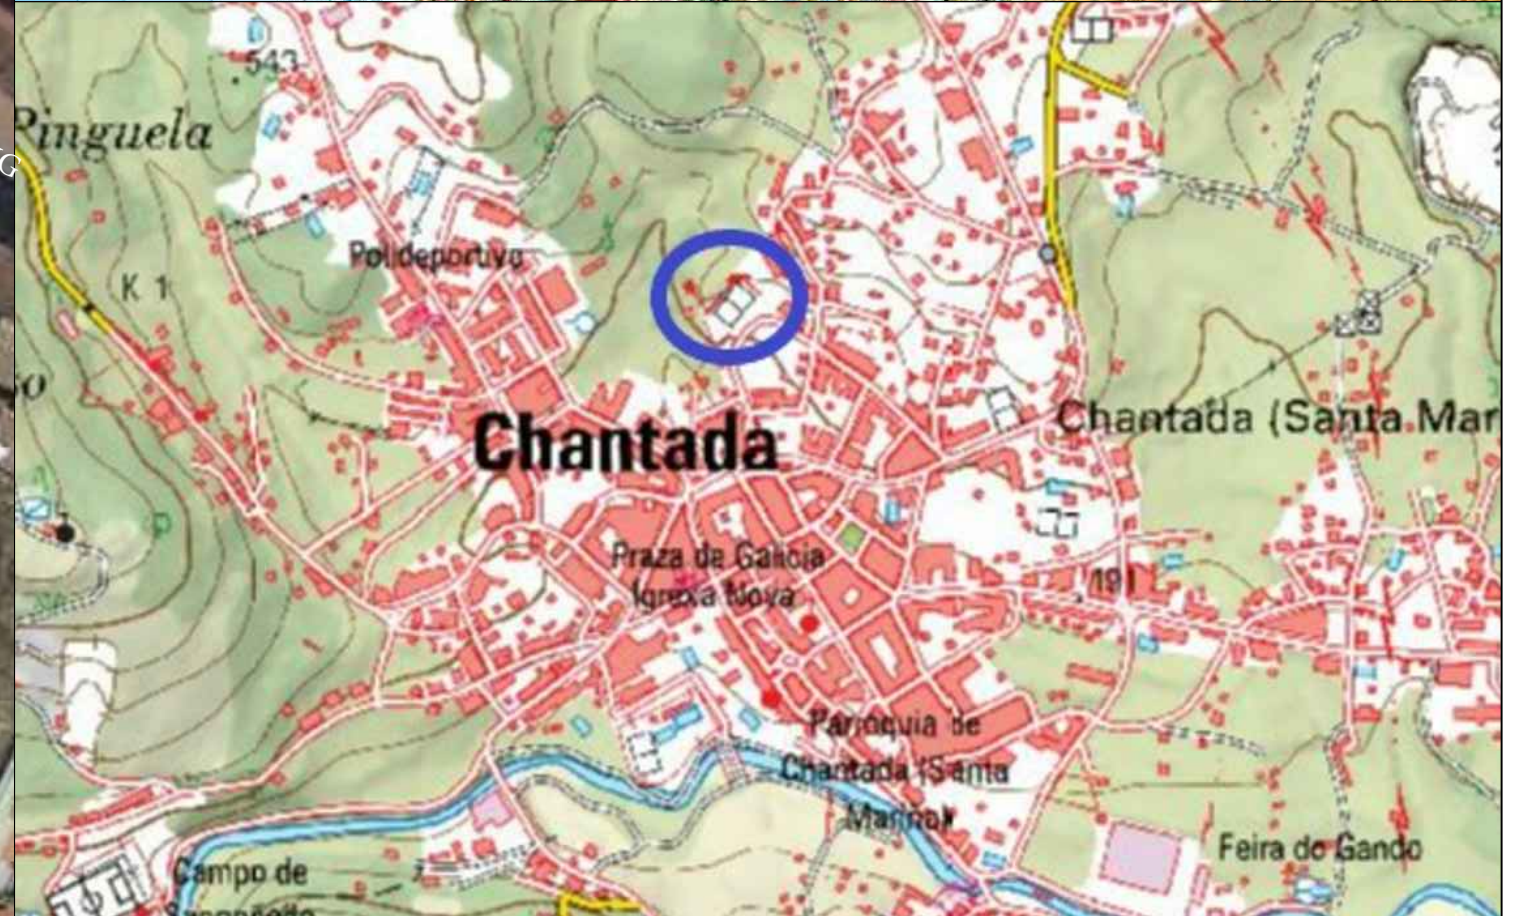 543
Pinguela
G
Polideportivo
K 1
Chantada
Chantada (Santa Mar
Praza de Galicia
Igrexa Nova
491
Parroquia de
Chantada (Santa
Mariña)
Feira do Gando
Campo de